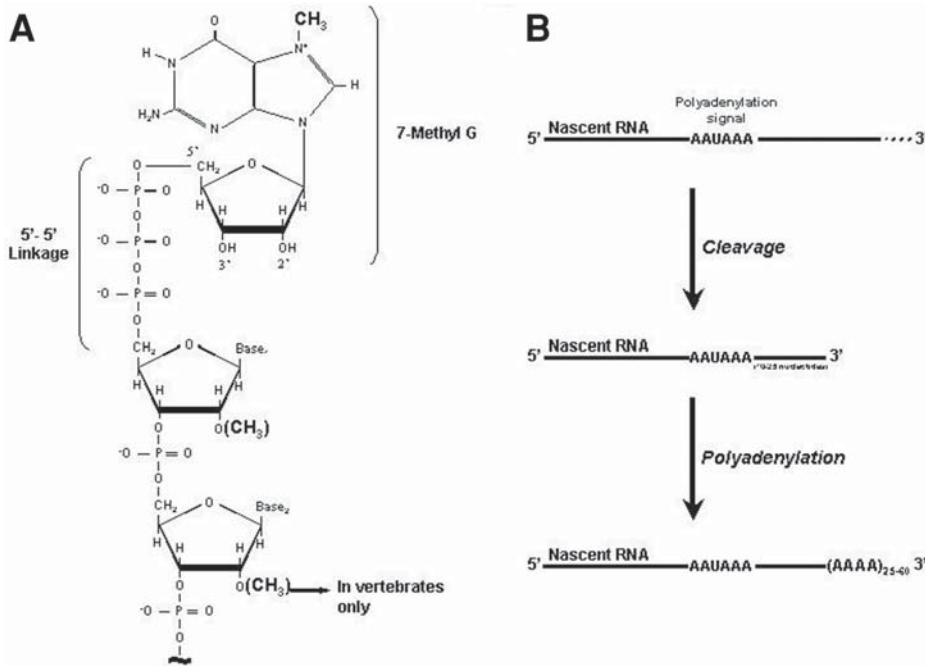 A
O
CH₃
H
N
N⁺
H
H₂N
N
N
7-Methyl G
5'
O
CH₂
O
⁻O
P
O
H
H
H
H
O
OH
OH
3'
2'
5'- 5'
Linkage
⁻O
P
O
O
⁻O
P
O
O
CH₂
O
Base₁
H
H
H
H
O
O(CH₃)
⁻O
P
O
O
CH₂
O
Base₂
H
H
H
H
O
O(CH₃)
In vertebrates
only
⁻O
P
O
O
B
Polyadenylation
signal
5' Nascent RNA AAUAAA 3'
Cleavage
5' Nascent RNA AAUAAA 3'
Polyadenylation
5' Nascent RNA AAUAAA (AAAA)₂₅₋₆₀ 3'